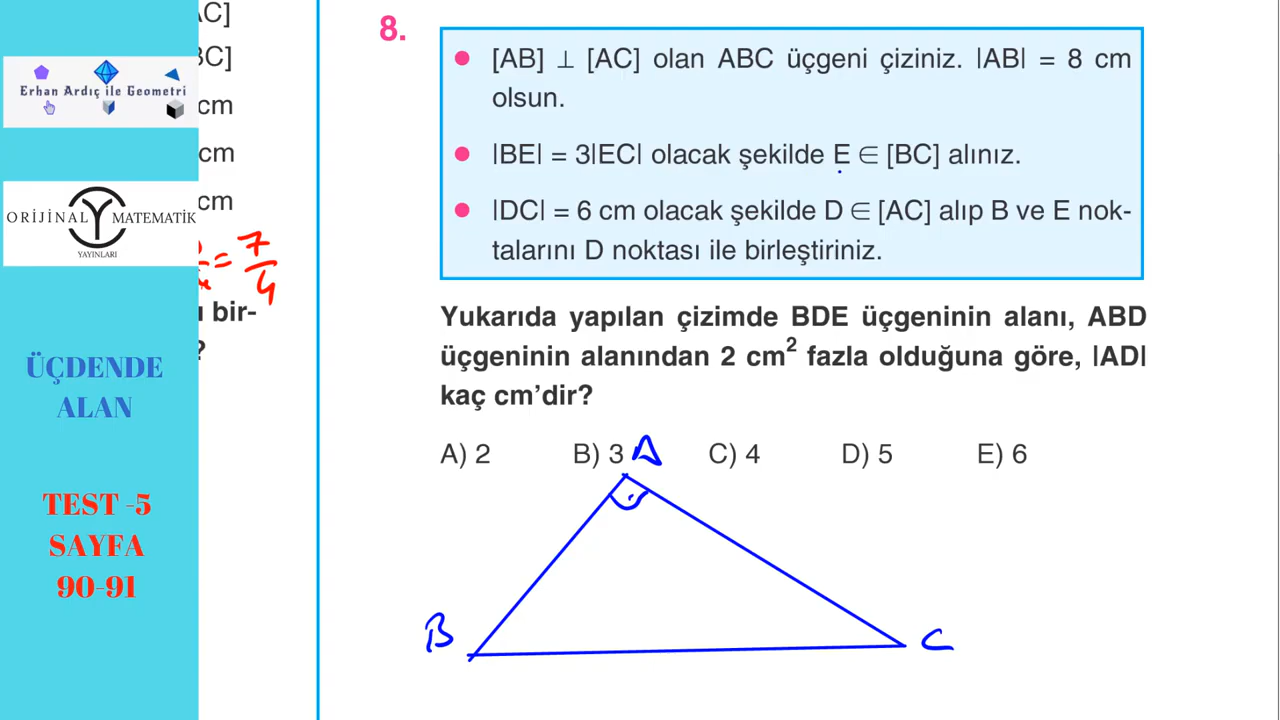 AC]
BC]
cm
cm
cm
= 7/4
bir-
?
Erhan Ardıç ile Geometri
ORİJİNAL MATEMATİK
YAYINLARI
ÜÇDENDE
ALAN
TEST -5
SAYFA
90-91
8.
• [AB] ⊥ [AC] olan ABC üçgeni çiziniz. |AB| = 8 cm
olsun.
• |BE| = 3|EC| olacak şekilde E ∈ [BC] alınız.
• |DC| = 6 cm olacak şekilde D ∈ [AC] alıp B ve E nok-
talarını D noktası ile birleştiriniz.
Yukarıda yapılan çizimde BDE üçgeninin alanı, ABD
üçgeninin alanından 2 cm² fazla olduğuna göre, |AD|
kaç cm’dir?
A) 2 B) 3 C) 4 D) 5 E) 6
A
B
C